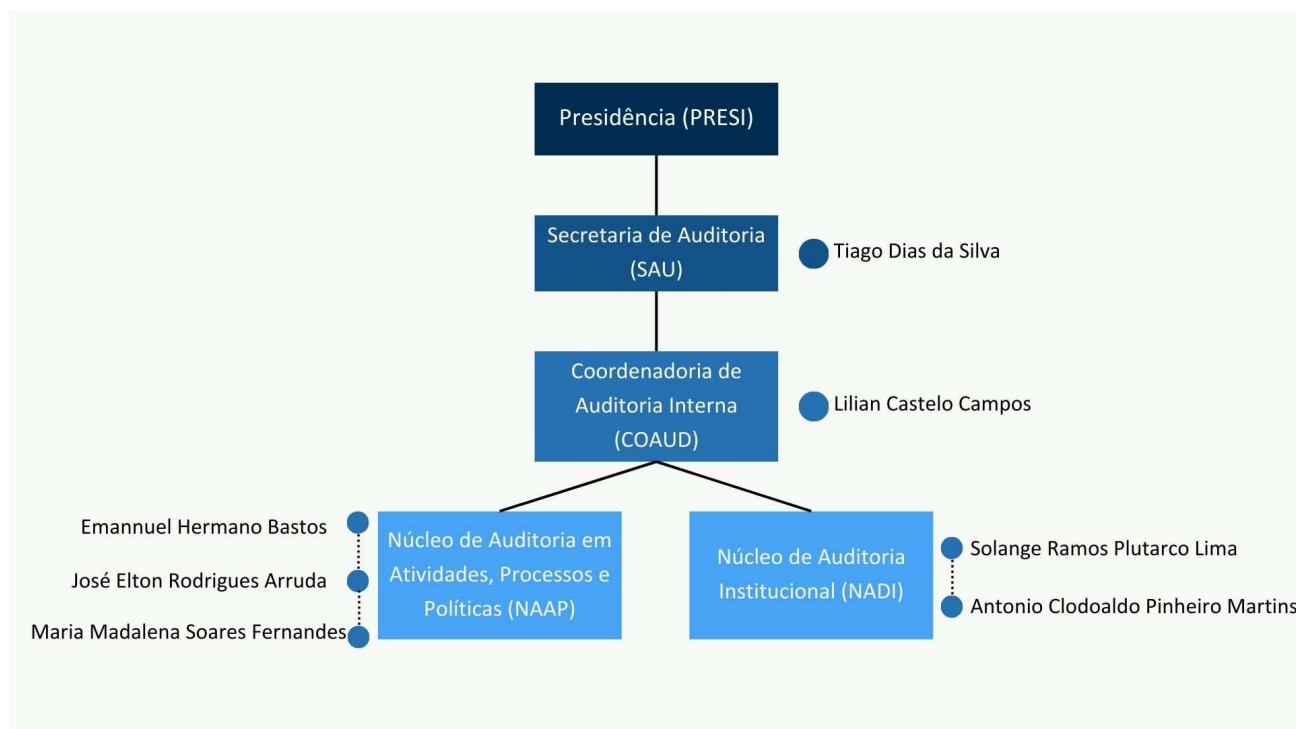 Presidência (PRESI)
Secretaria de Auditoria
(SAU)
Tiago Dias da Silva
Coordenadoria de
Auditoria Interna
(COAUD)
Lilian Castelo Campos
Emannuel Hermano Bastos
José Elton Rodrigues Arruda
Maria Madalena Soares Fernandes
Núcleo de Auditoria em
Atividades, Processos e
Políticas (NAAP)
Núcleo de Auditoria
Institucional (NADI)
Solange Ramos Plutarco Lima
Antonio Clodoaldo Pinheiro Martins